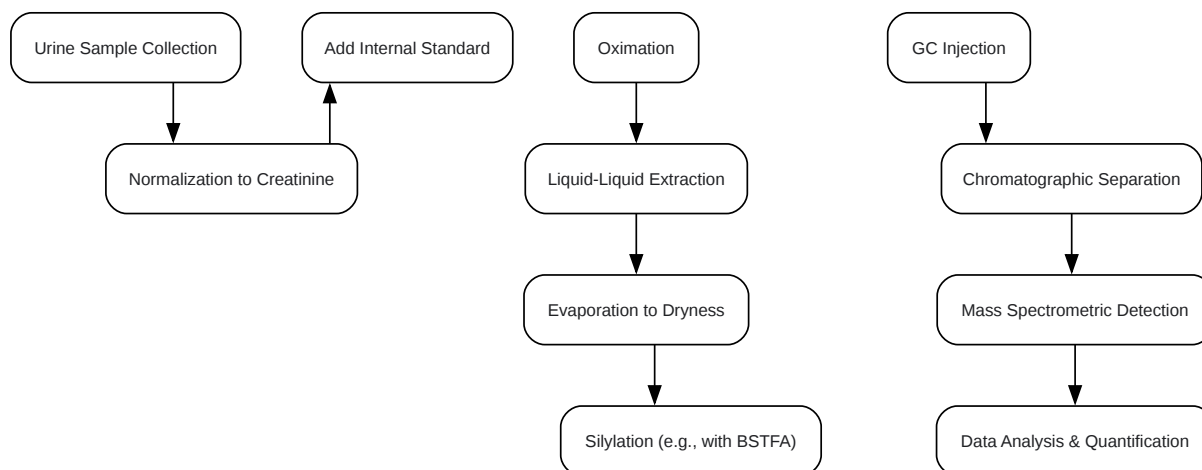 Urine Sample Collection
Add Internal Standard
Oximation
GC Injection
Normalization to Creatinine
Liquid-Liquid Extraction
Chromatographic Separation
Evaporation to Dryness
Mass Spectrometric Detection
Silylation (e.g., with BSTFA)
Data Analysis & Quantification